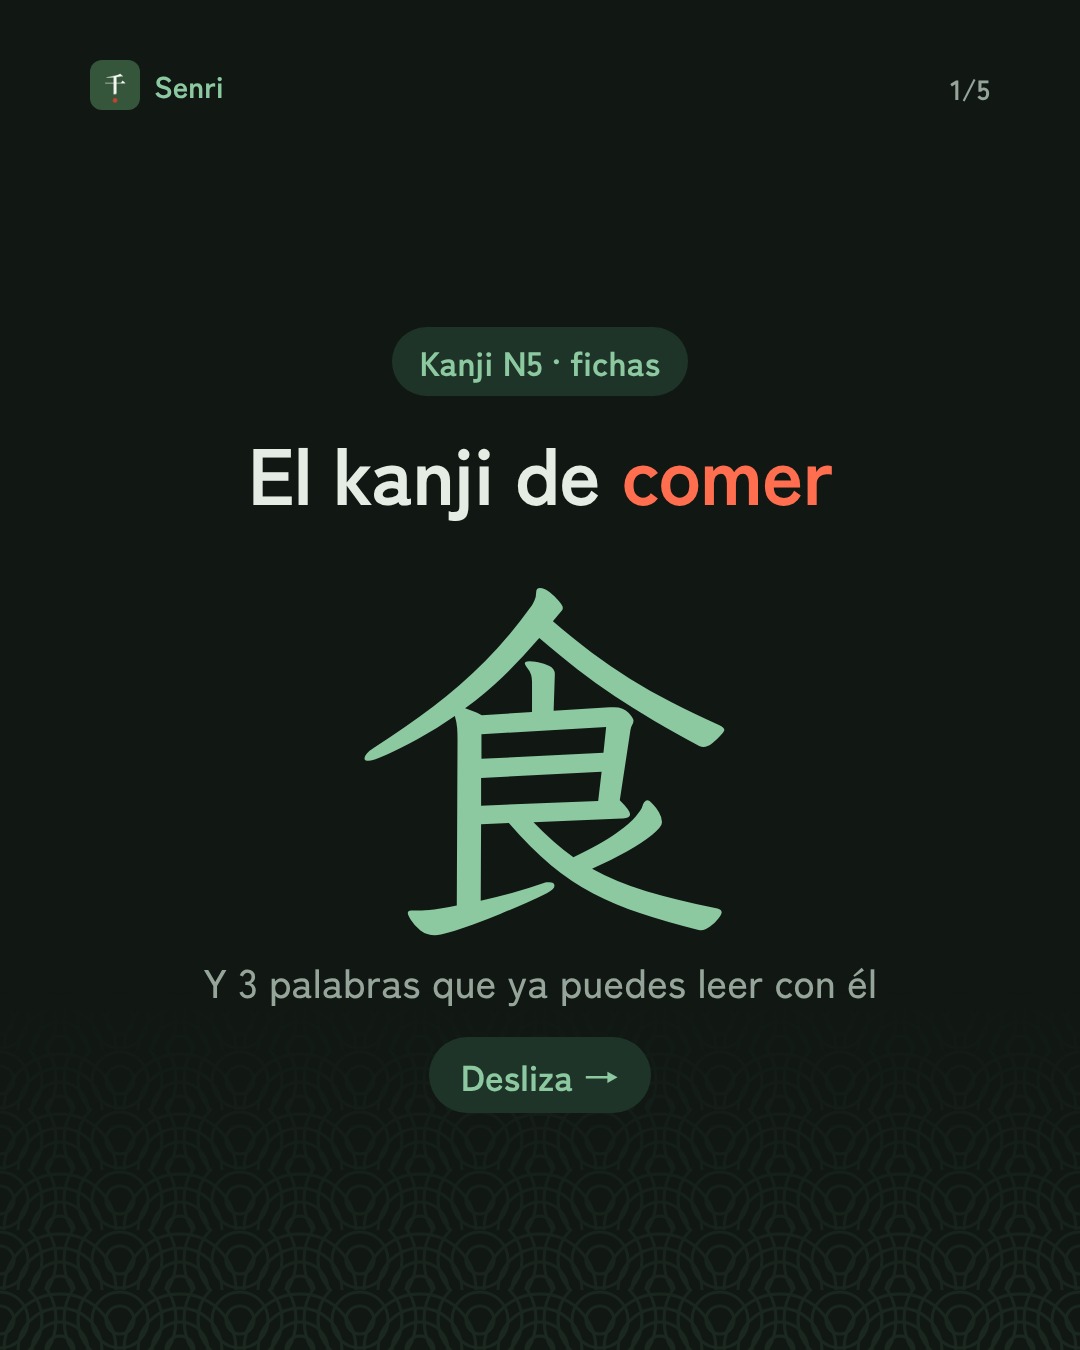 千 Senri
1/5
Kanji N5 · fichas
El kanji de comer
食
Y 3 palabras que ya puedes leer con él
Desliza →